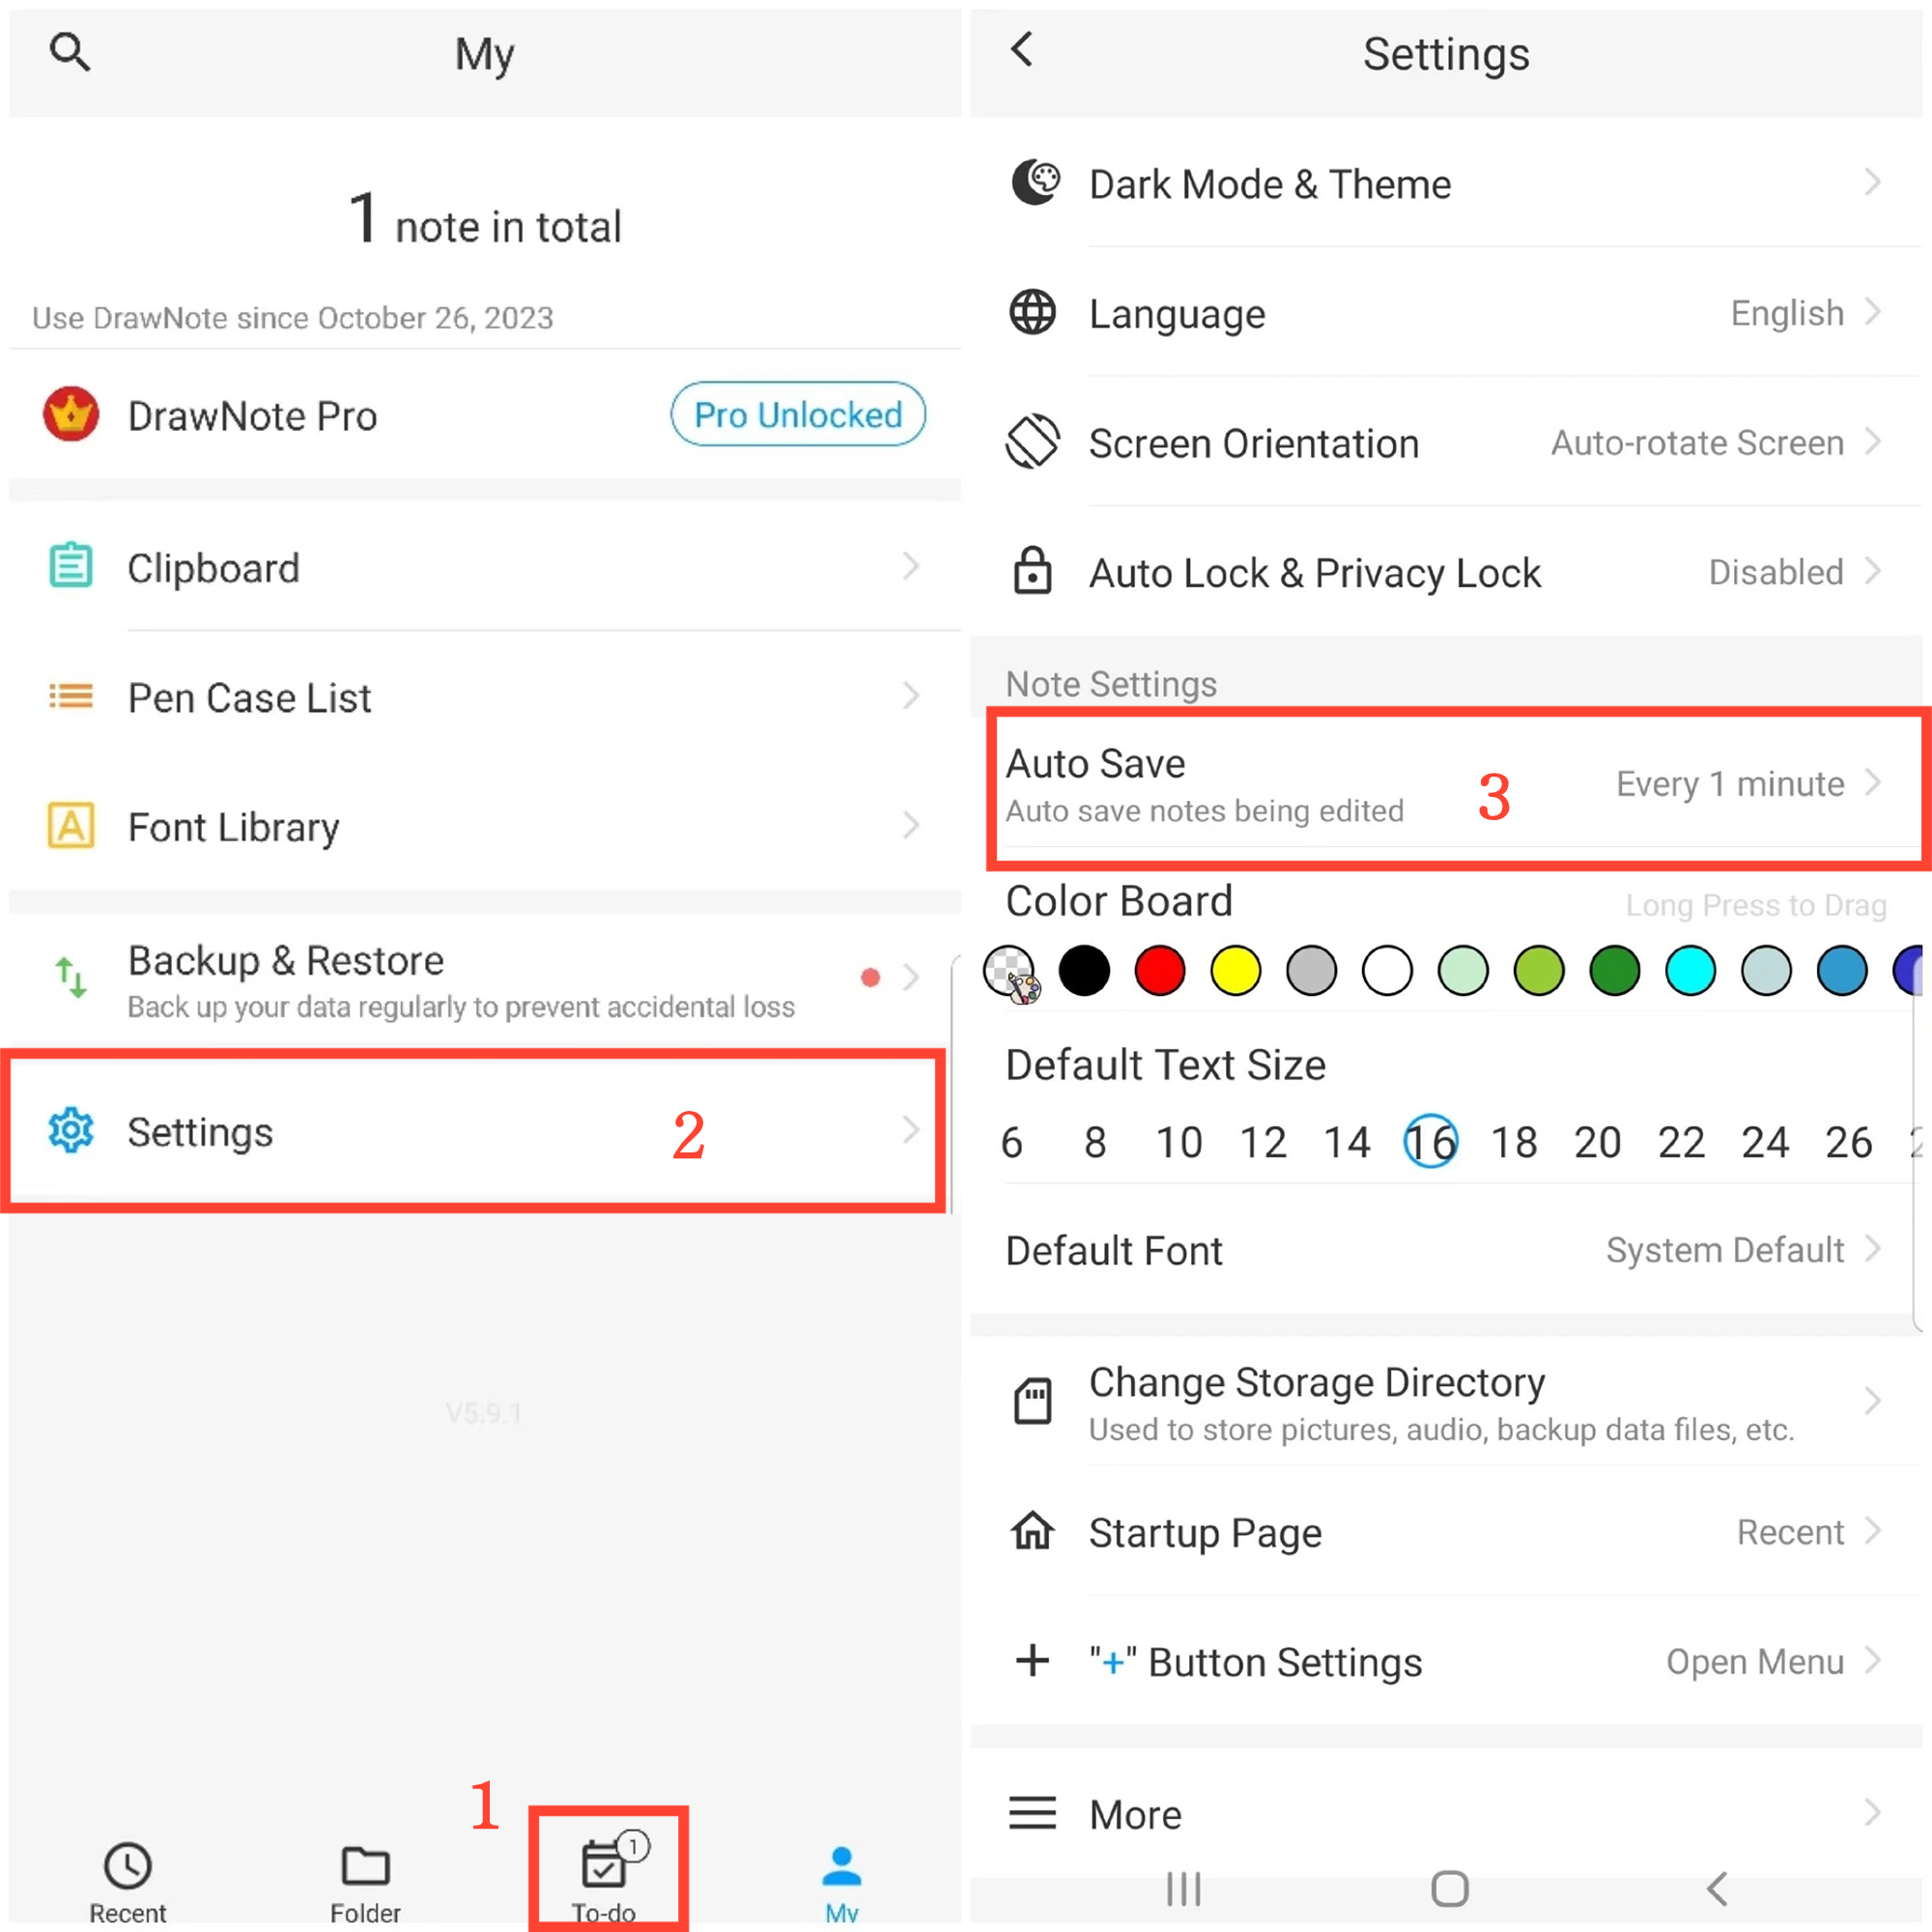 My
1 note in total
Use DrawNote since October 26, 2023
DrawNote Pro
Pro Unlocked
Clipboard
Pen Case List
Font Library
Backup & Restore
Back up your data regularly to prevent accidental loss
Settings
2
V5.9.1
1
1
Recent
Folder
To-do
My
Settings
Dark Mode & Theme
Language
English
Screen Orientation
Auto-rotate Screen
Auto Lock & Privacy Lock
Disabled
Note Settings
Auto Save
Auto save notes being edited
3
Every 1 minute
Color Board
Long Press to Drag
Default Text Size
6 8 10 12 14 16 18 20 22 24 26
Default Font
System Default
Change Storage Directory
Used to store pictures, audio, backup data files, etc.
Startup Page
Recent
"+" Button Settings
Open Menu
More